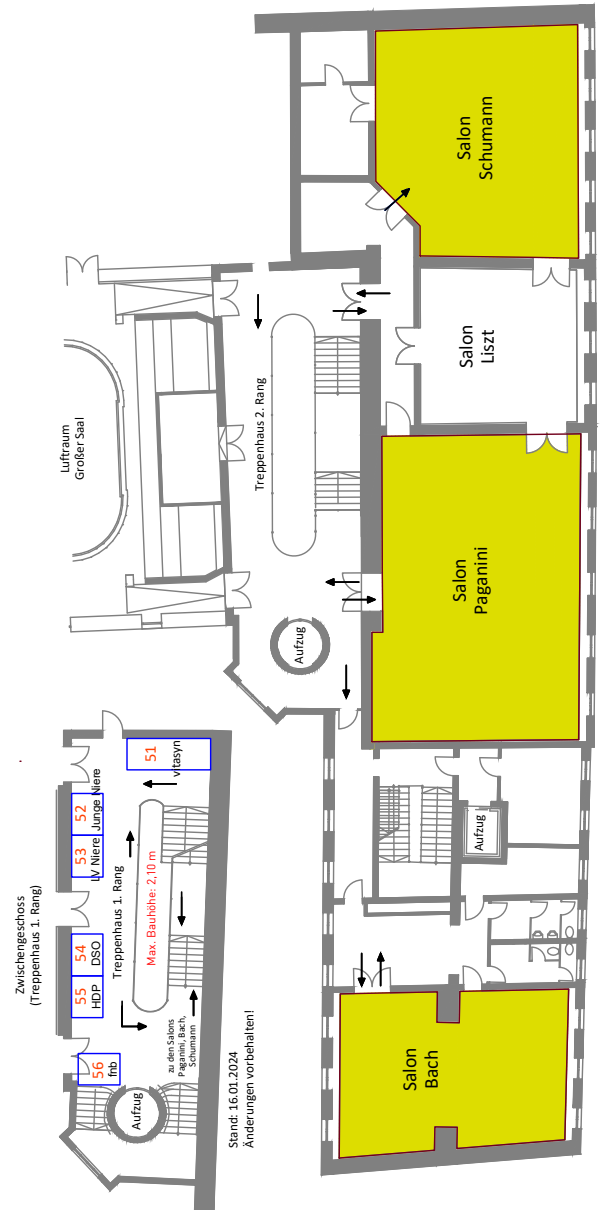 Zwischengeschoss
(Treppenhaus 1. Rang)
56
fnb
55
HDP
54
DSO
53
LV Niere
52
Junge Niere
51
vitasyn
Treppenhaus 1. Rang
Max. Bauhöhe: 2,10 m
zu den Salons
Paganini, Bach,
Schumann
Aufzug
Stand: 16.01.2024
Änderungen vorbehalten!
Luftraum
Großer Saal
Treppenhaus 2. Rang
Aufzug
Aufzug
Salon
Bach
Salon
Paganini
Salon
Liszt
Salon
Schumann